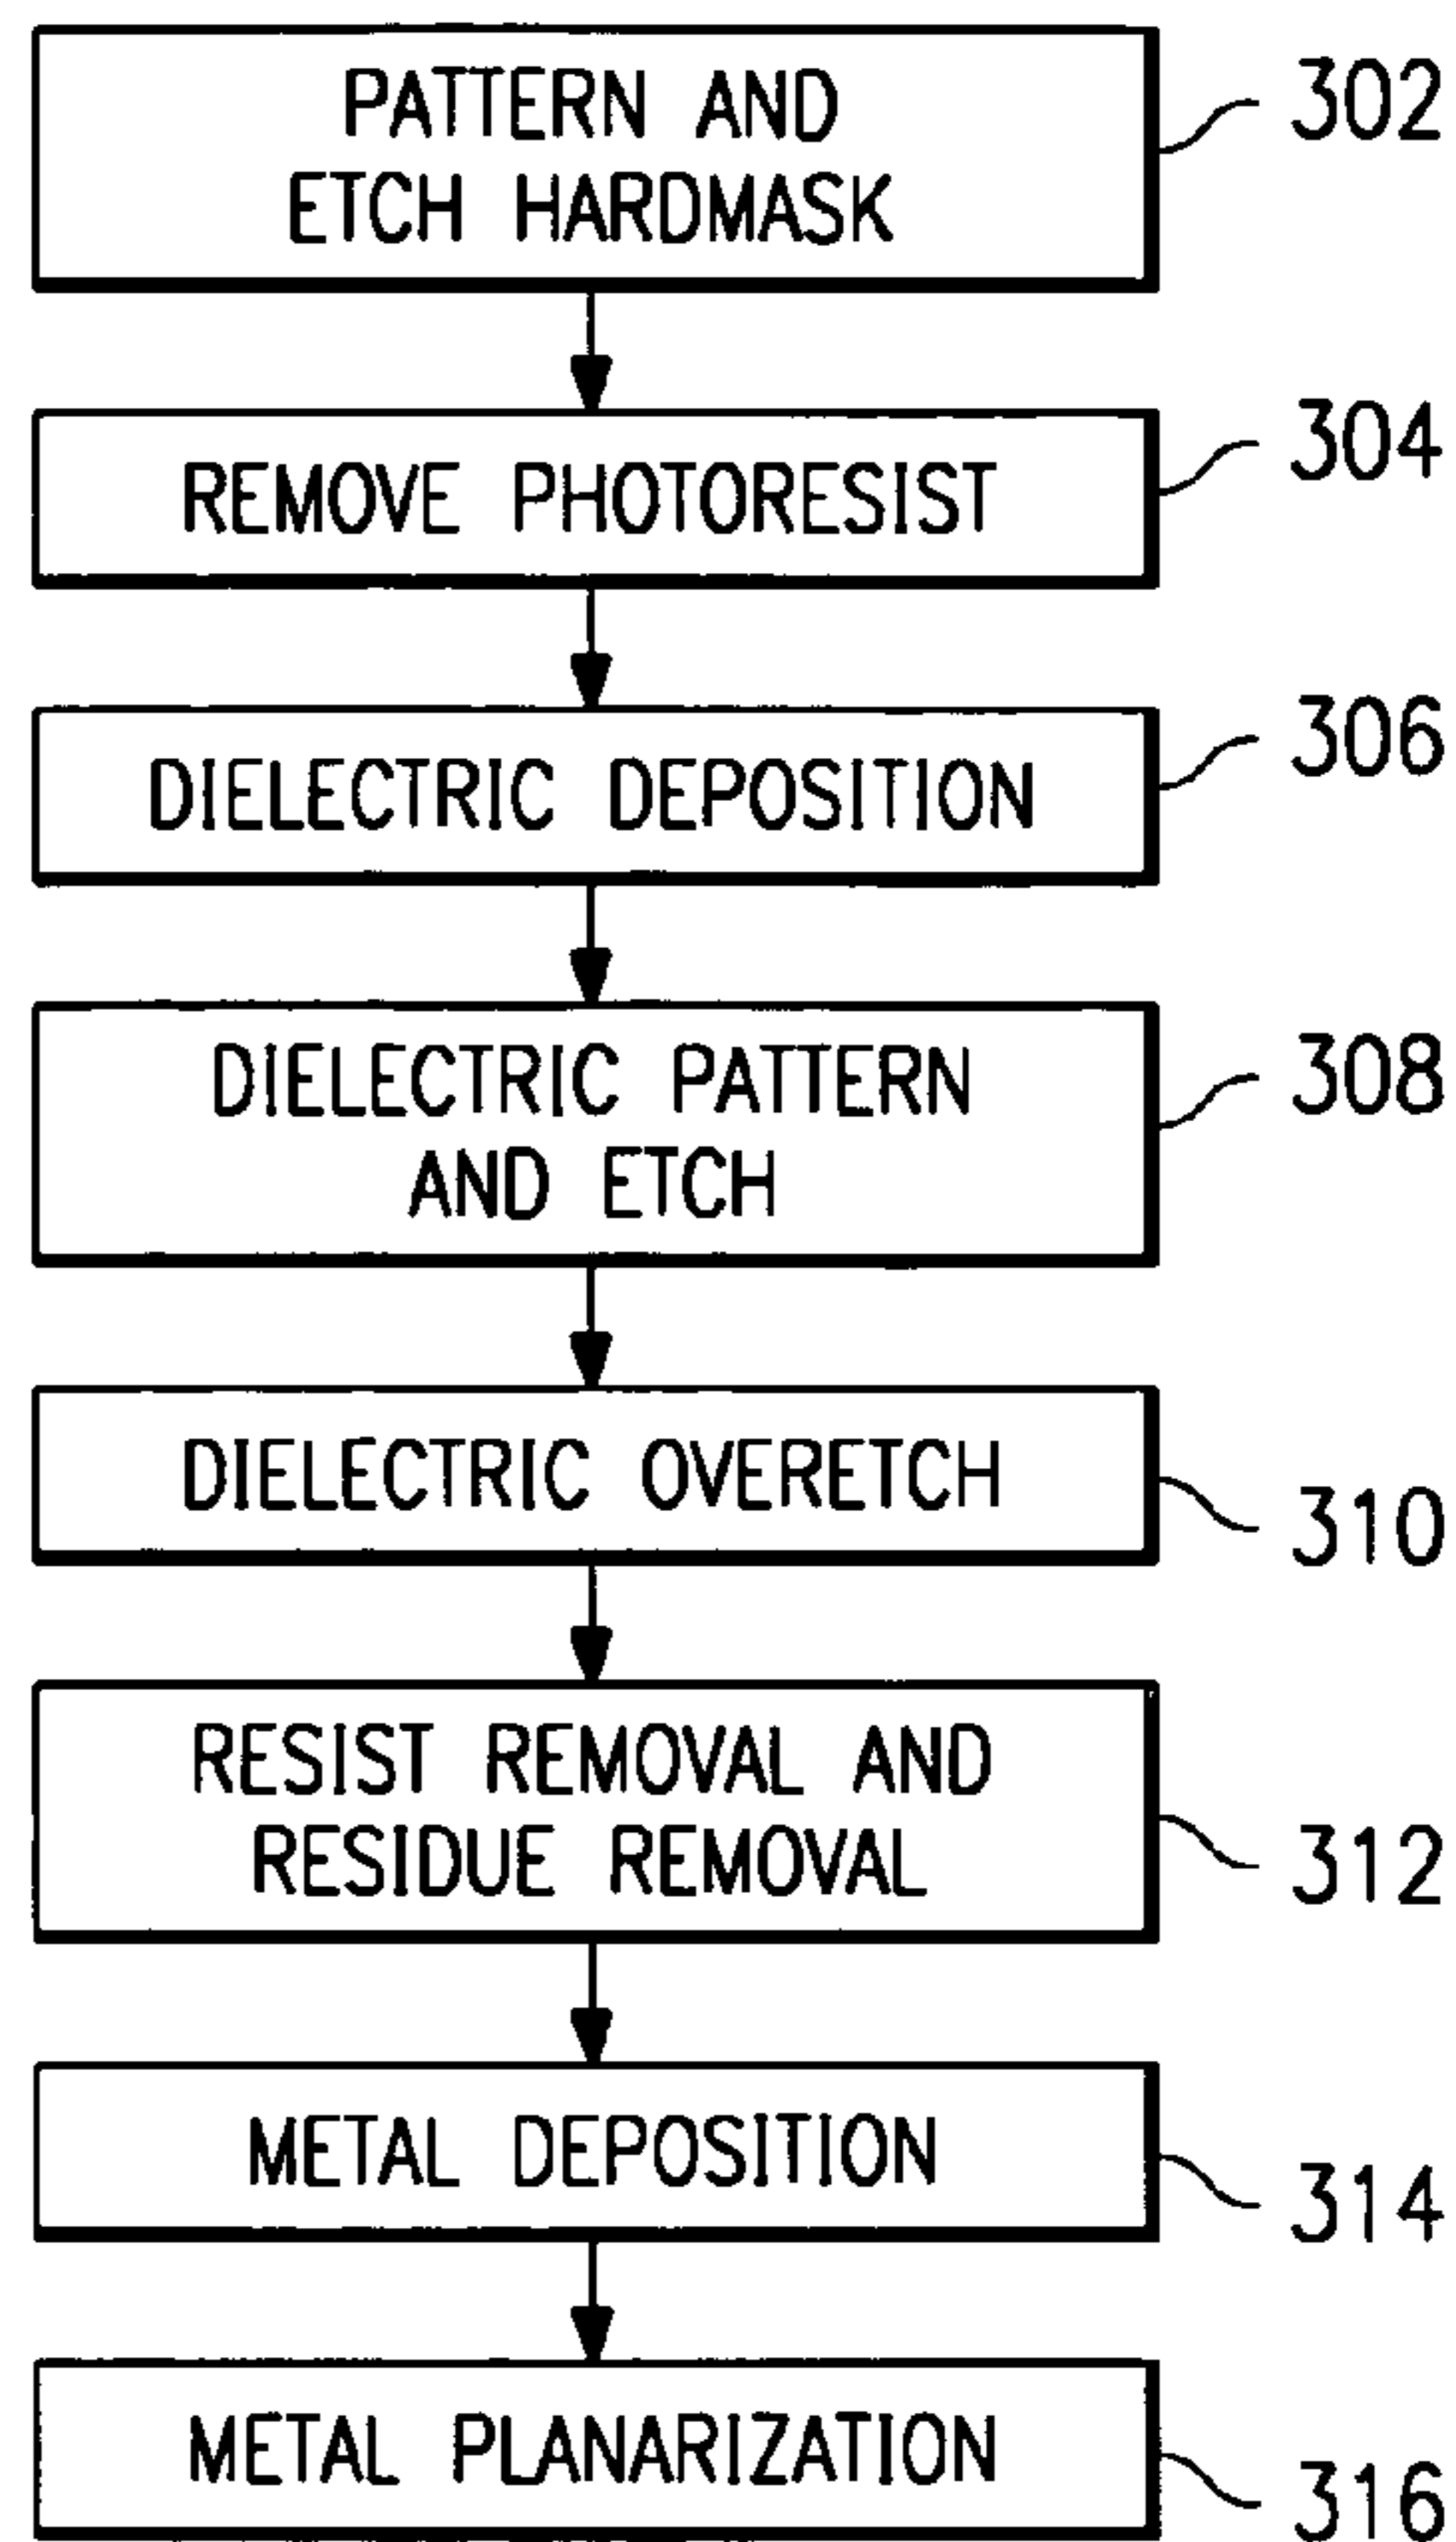 PATTERN AND
ETCH HARDMASK
302
REMOVE PHOTORESIST
304
DIELECTRIC DEPOSITION
306
DIELECTRIC PATTERN
AND ETCH
308
DIELECTRIC OVERETCH
310
RESIST REMOVAL AND
RESIDUE REMOVAL
312
METAL DEPOSITION
314
METAL PLANARIZATION
316